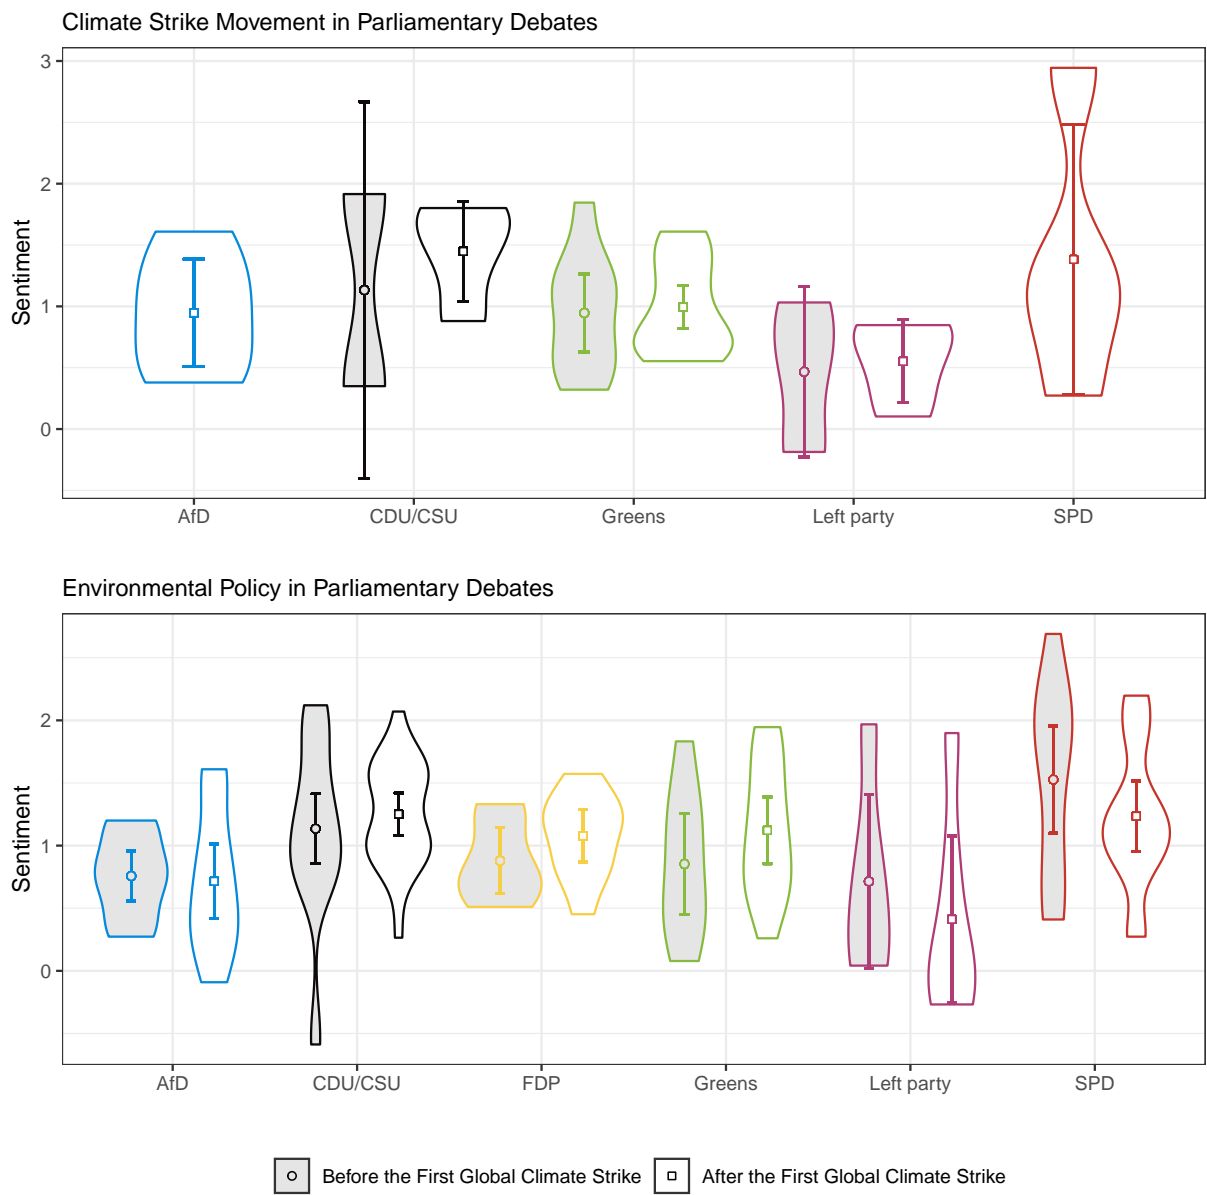 Climate Strike Movement in Parliamentary Debates
3
2
1
0
Sentiment
AfD CDU/CSU Greens Left party SPD
Environmental Policy in Parliamentary Debates
2
1
0
Sentiment
AfD CDU/CSU FDP Greens Left party SPD
Before the First Global Climate Strike After the First Global Climate Strike